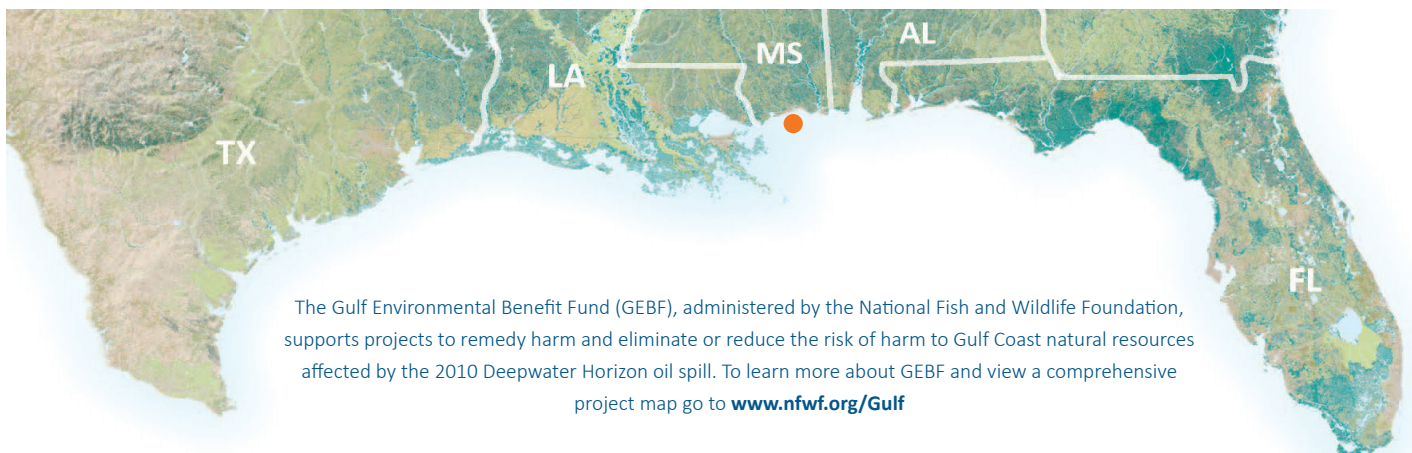 AL
MS
LA
TX
FL
The Gulf Environmental Benefit Fund (GEBF), administered by the National Fish and Wildlife Foundation,
supports projects to remedy harm and eliminate or reduce the risk of harm to Gulf Coast natural resources
affected by the 2010 Deepwater Horizon oil spill. To learn more about GEBF and view a comprehensive
project map go to www.nfwf.org/Gulf